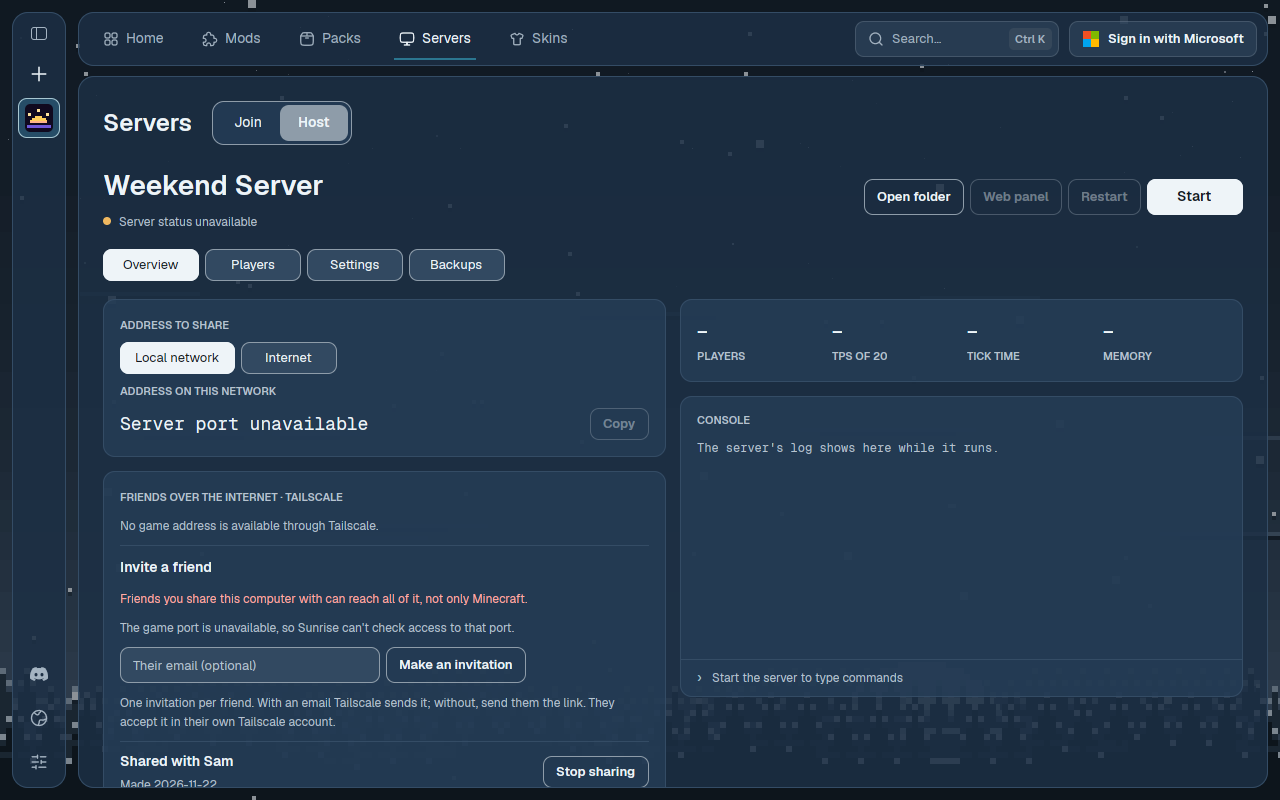 Home
Mods
Packs
Servers
Skins
Search...
Ctrl K
Sign in with Microsoft
Servers
Join
Host
Weekend Server
Server status unavailable
Open folder
Web panel
Restart
Start
Overview
Players
Settings
Backups
ADDRESS TO SHARE
Local network
Internet
ADDRESS ON THIS NETWORK
Server port unavailable
Copy
FRIENDS OVER THE INTERNET · TAILSCALE
No game address is available through Tailscale.
Invite a friend
Friends you share this computer with can reach all of it, not only Minecraft.
The game port is unavailable, so Sunrise can't check access to that port.
Their email (optional)
Make an invitation
One invitation per friend. With an email Tailscale sends it; without, send them the link. They
accept it in their own Tailscale account.
Shared with Sam
Made 2026-11-22
Stop sharing
– – – –
PLAYERS
TPS OF 20
TICK TIME
MEMORY
CONSOLE
The server's log shows here while it runs.
› Start the server to type commands